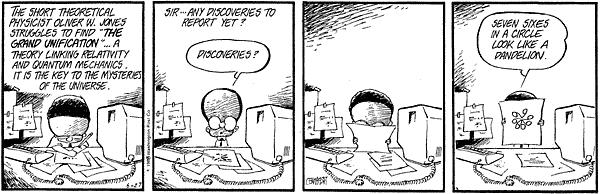 THE SHORT THEORETICAL
PHYSICIST OLIVER W. JONES
STRUGGLES TO FIND "THE
GRAND UNIFICATION"... A
THEORY LINKING RELATIVITY
AND QUANTUM MECHANICS.
IT IS THE KEY TO THE MYSTERIES
OF THE UNIVERSE.
5-27
SIR--- ANY DISCOVERIES TO
REPORT YET?
DISCOVERIES?
SEVEN SIXES
IN A CIRCLE
LOOK LIKE A
DANDELION.